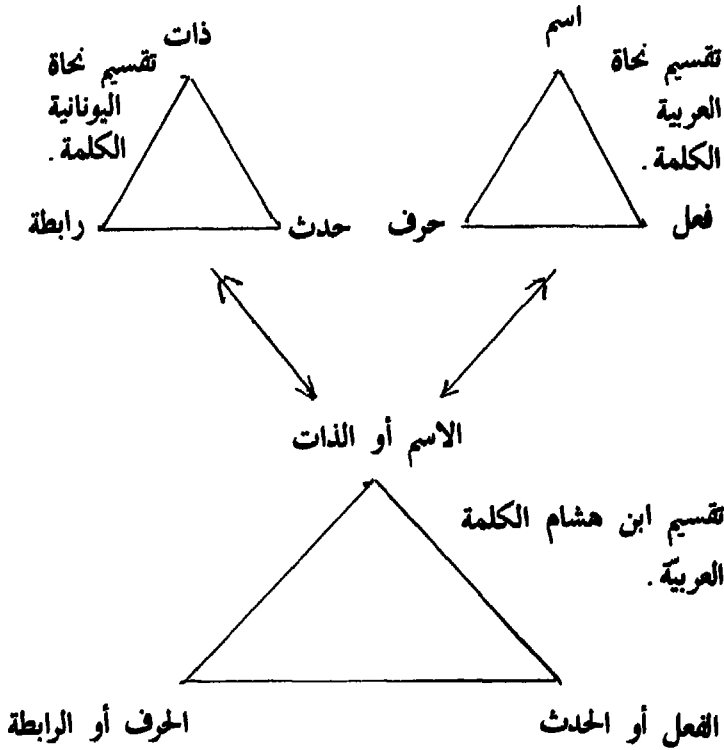 اسم
تقسيم نحاة
العربية
الكلمة .
فعل
حرف
ذات
تقسيم نحاة
اليونانية
الكلمة .
حدث
رابطة
الاسم أو الذات
تقسيم ابن هشام الكلمة
العربيّة .
الفعل أو الحدث
الحرف أو الرابطة